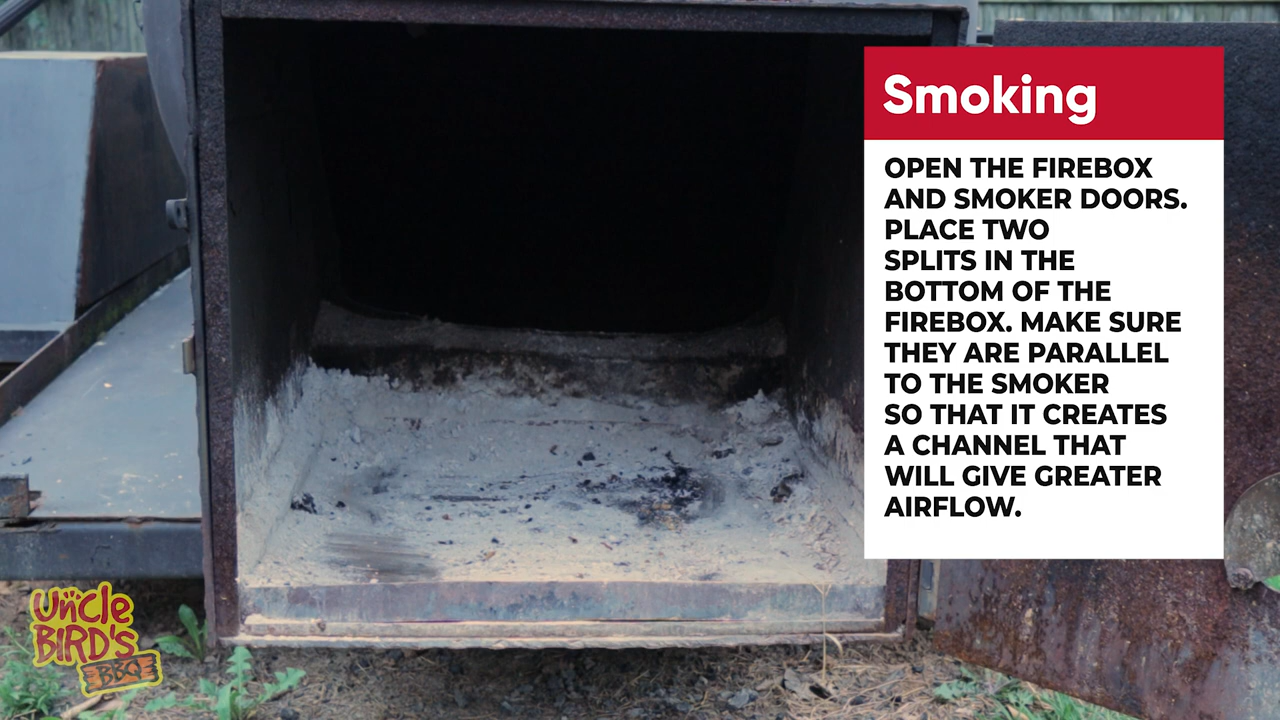 Smoking
OPEN THE FIREBOX
AND SMOKER DOORS.
PLACE TWO
SPLITS IN THE
BOTTOM OF THE
FIREBOX. MAKE SURE
THEY ARE PARALLEL
TO THE SMOKER
SO THAT IT CREATES
A CHANNEL THAT
WILL GIVE GREATER
AIRFLOW.
Uncle
BIRD'S
BBQ